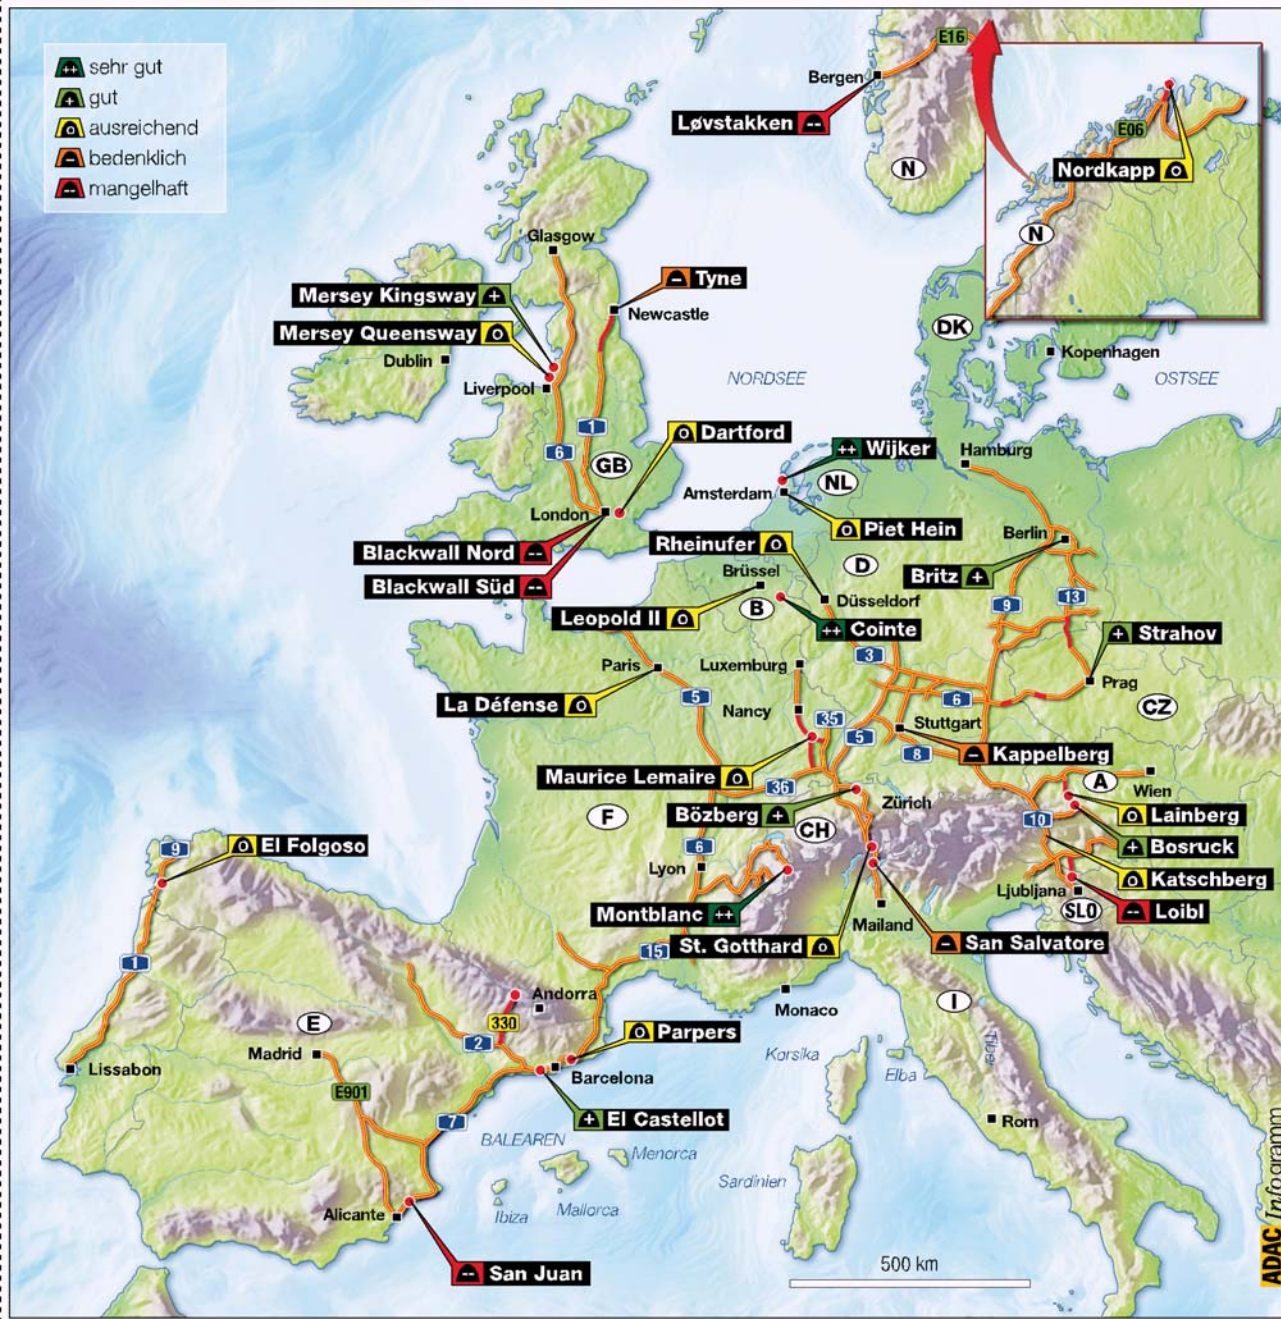 ++ sehr gut
+ gut
o ausreichend
- bedenklich
-- mangelhaft
E16
Bergen
Løvstakken --
N
E06
Nordkapp o
N
Glasgow
Mersey Kingsway +
- Tyne
Newcastle
Mersey Queensway o
Dublin
Liverpool
DK
Kopenhagen
NORDSEE
OSTSEE
1
6
GB
o Dartford
++ Wijker
Hamburg
Amsterdam
NL
London
o Piet Hein
Berlin
Blackwall Nord --
Rheinufer o
D
Britz +
Blackwall Süd --
Brüssel
B
Düsseldorf
9
13
Leopold II o
++ Cointe
+ Strahov
3
Paris
Luxemburg
Prag
La Défense o
5
Nancy
35
5
6
CZ
Stuttgart
8
- Kappelberg
Maurice Lemaire o
36
A
Wien
Bözberg +
Zürich
F
CH
10
o Lainberg
9
o El Folgoso
6
+ Bosruck
Lyon
Ljubljana
o Katschberg
Montblanc ++
Mailand
SLO
-- Loibl
St. Gotthard o
- San Salvatore
15
1
Andorra
Monaco
I
E
330
2
o Parpers
Madrid
Lissabon
Barcelona
Korsika
Elba
Tiber
E901
7
+ El Castellot
Rom
BALEAREN
Menorca
Sardinien
Ibiza
Mallorca
Alicante
-- San Juan
500 km
ADAC Infogramm